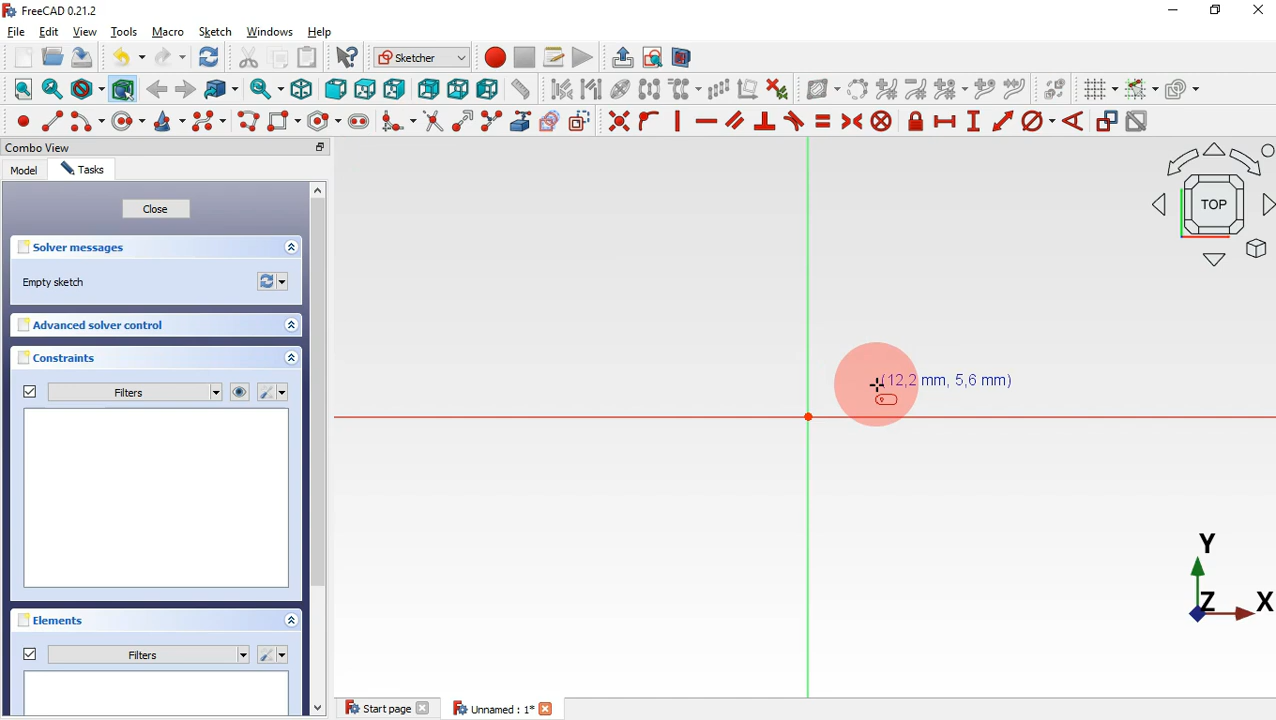 FreeCAD 0.21.2
File Edit View Tools Macro Sketch Windows Help
Sketcher
Combo View
Model Tasks
Close
Solver messages
Empty sketch
Advanced solver control
Constraints
Filters
Elements
Filters
(12,2 mm, 5,6 mm)
TOP
Y
Z X
Start page Unnamed : 1*